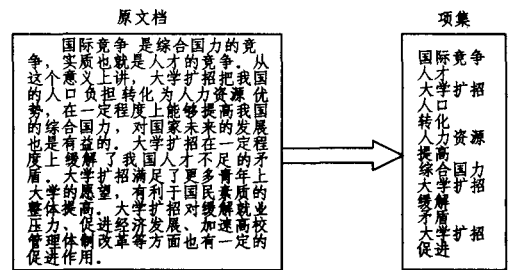 原文档
国际竞争 是综合国力的竞
争，实质也就是人才的竞争。从
这个意义上讲，大学扩招把我国
的人口负担转化为人力资源优
势，在一定程度上能够提高我国
的综合国力，对国家未来的发展
也是有益的。大学扩招在一定程
度上缓解了我国人才不足的矛
盾。大学扩招满足了更多青年上
大学的愿望，有利于国民素质的
整体提高。大学扩招对缓解就业
压力、促进经济发展、加速高校
管理体制改革等方面也有一定的
促进作用。
项集
国际竞争
人才
大学扩招
人口
转化
人力资源
提高
综合国力
大学扩招
缓解
矛盾
大学扩招
促进